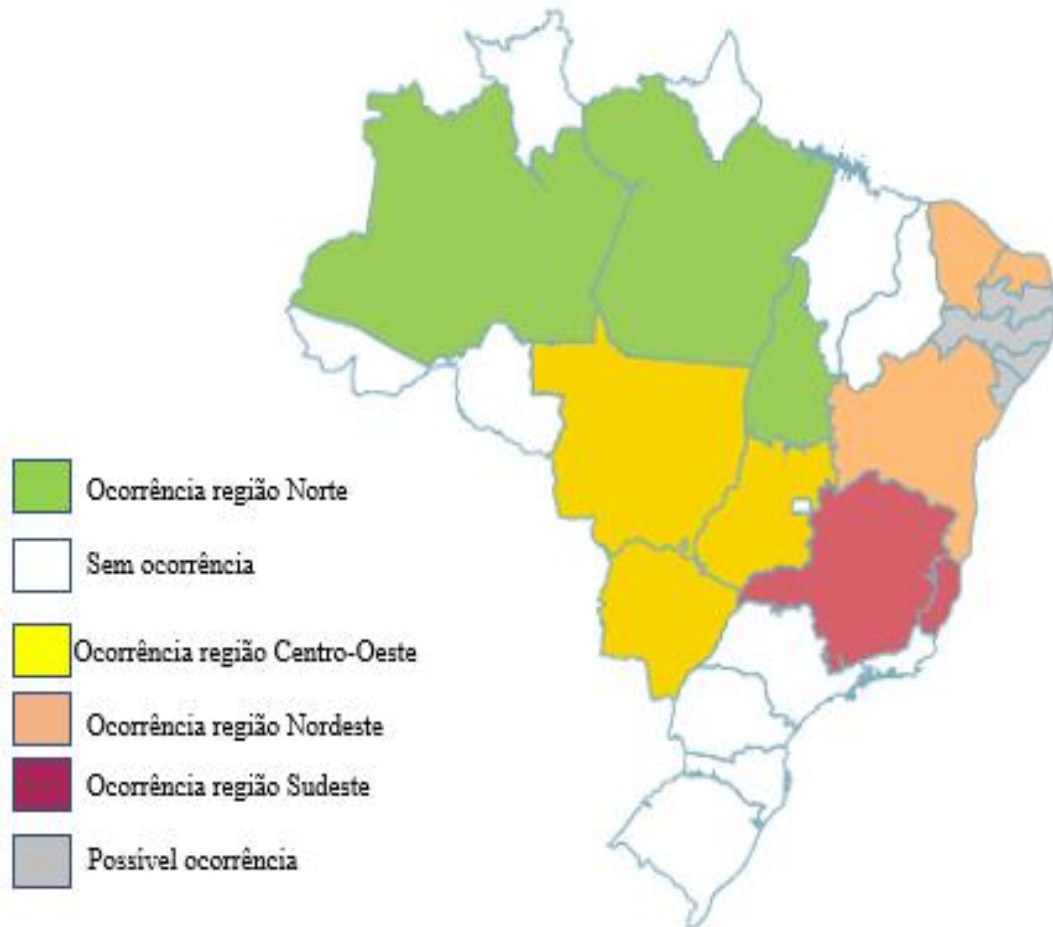 Ocorrência região Norte
Sem ocorrência
Ocorrência região Centro-Oeste
Ocorrência região Nordeste
Ocorrência região Sudeste
Possível ocorrência